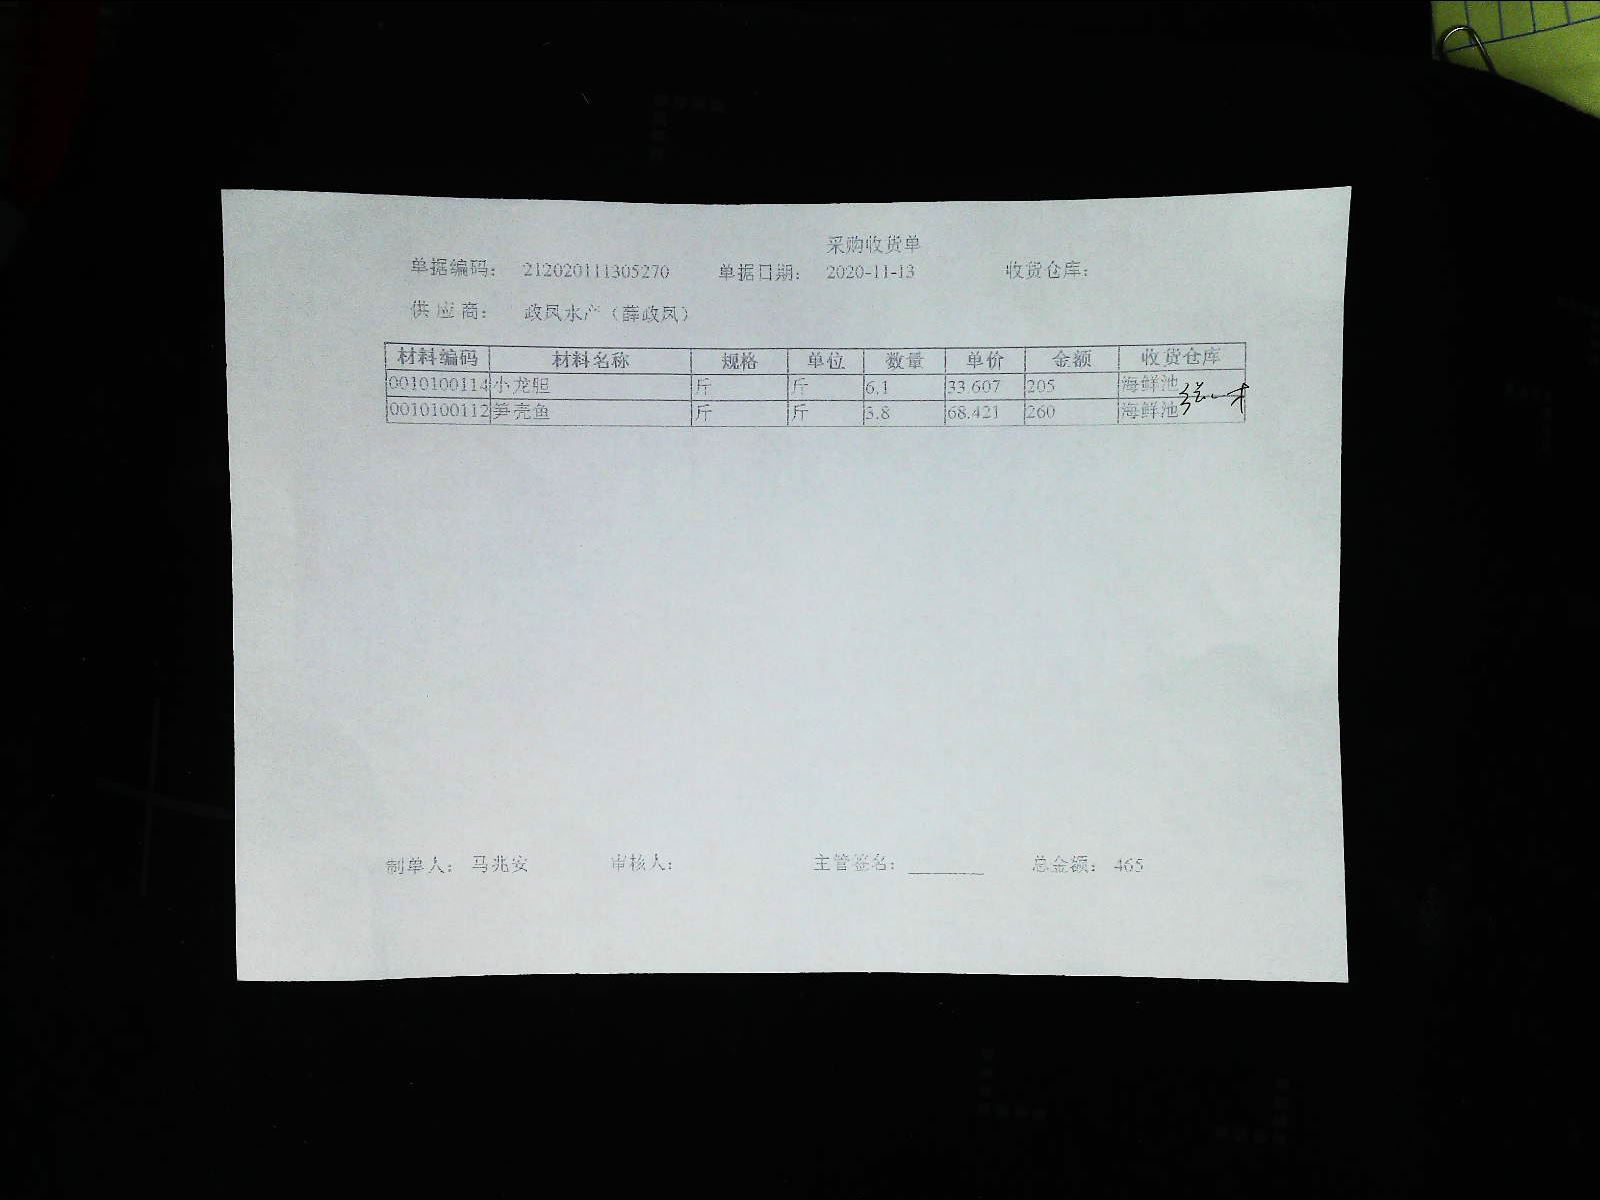 采购收货单
单据编码： 212020111305270 单据日期： 2020-11-13 收货仓库：
供 应 商： 政凤水产（薛政凤）
材料编码 材料名称 规格 单位 数量 单价 金额 收货仓库
0010100114 小龙胆 斤 斤 6.1 33.607 205 海鲜池
0010100112 笋壳鱼 斤 斤 3.8 68.421 260 海鲜池
制单人： 马兆安 审核人： 主管签名： 总金额： 465